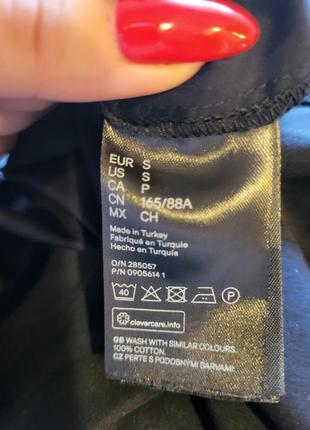 EUR S
US S
CA P
CN 165/88A
MX CH
Made in Turkey
Fabriqué en Turquie
Hecho en Turquía
O/N 285057
P/N 0905614 1
40 P
clevercare.info
GB WASH WITH SIMILAR COLOURS.
100% COTTON.
CZ PERTE S PODOBNÝMI BARVAMI.